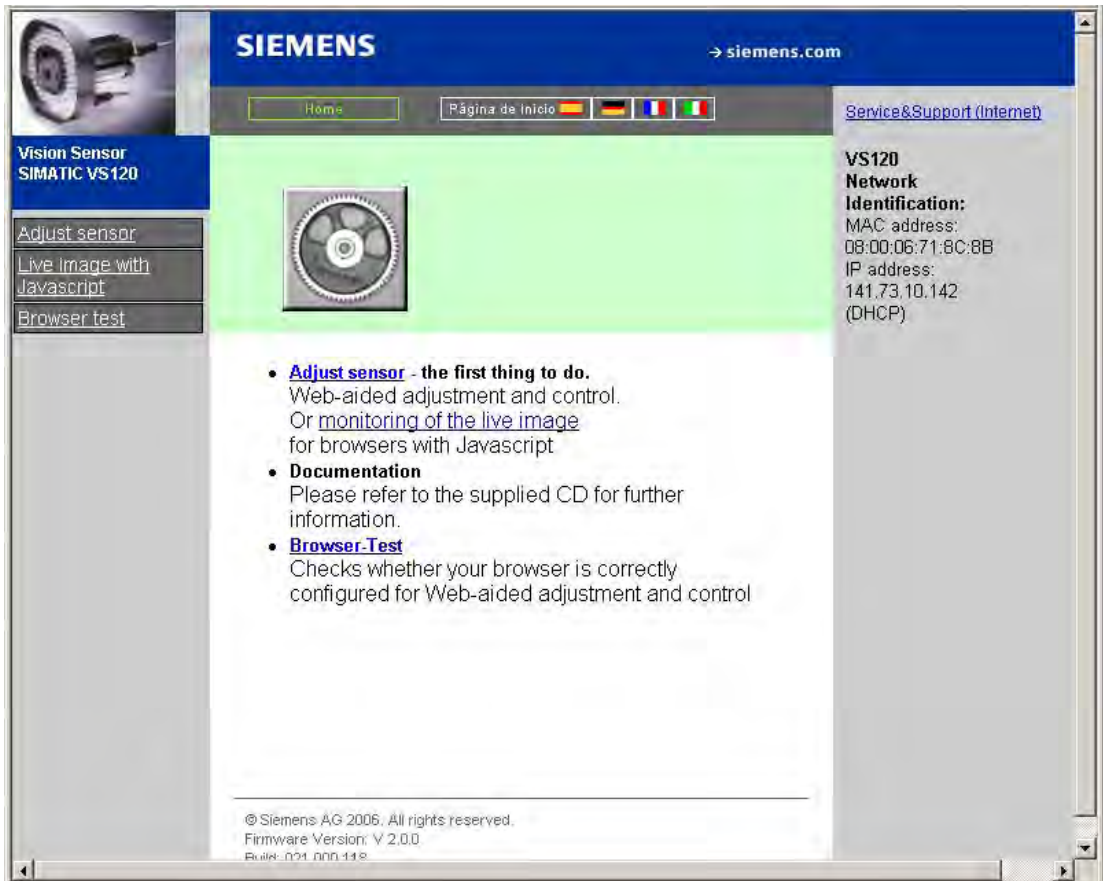 SIEMENS
→ siemens.com
Home
Página de inicio
Service&Support (Internet)
Vision Sensor
SIMATIC VS120
Adjust sensor
Live Image with
Javascript
Browser test
VS120
Network
Identification:
MAC address:
08:00:06:71:8C:8B
IP address:
141.73.10.142
(DHCP)
• Adjust sensor - the first thing to do.
Web-aided adjustment and control.
Or monitoring of the live image
for browsers with Javascript
• Documentation
Please refer to the supplied CD for further
information.
• Browser-Test
Checks whether your browser is correctly
configured for Web-aided adjustment and control
© Siemens AG 2006. All rights reserved.
Firmware Version: V 2.0.0
Build: 021.000.118